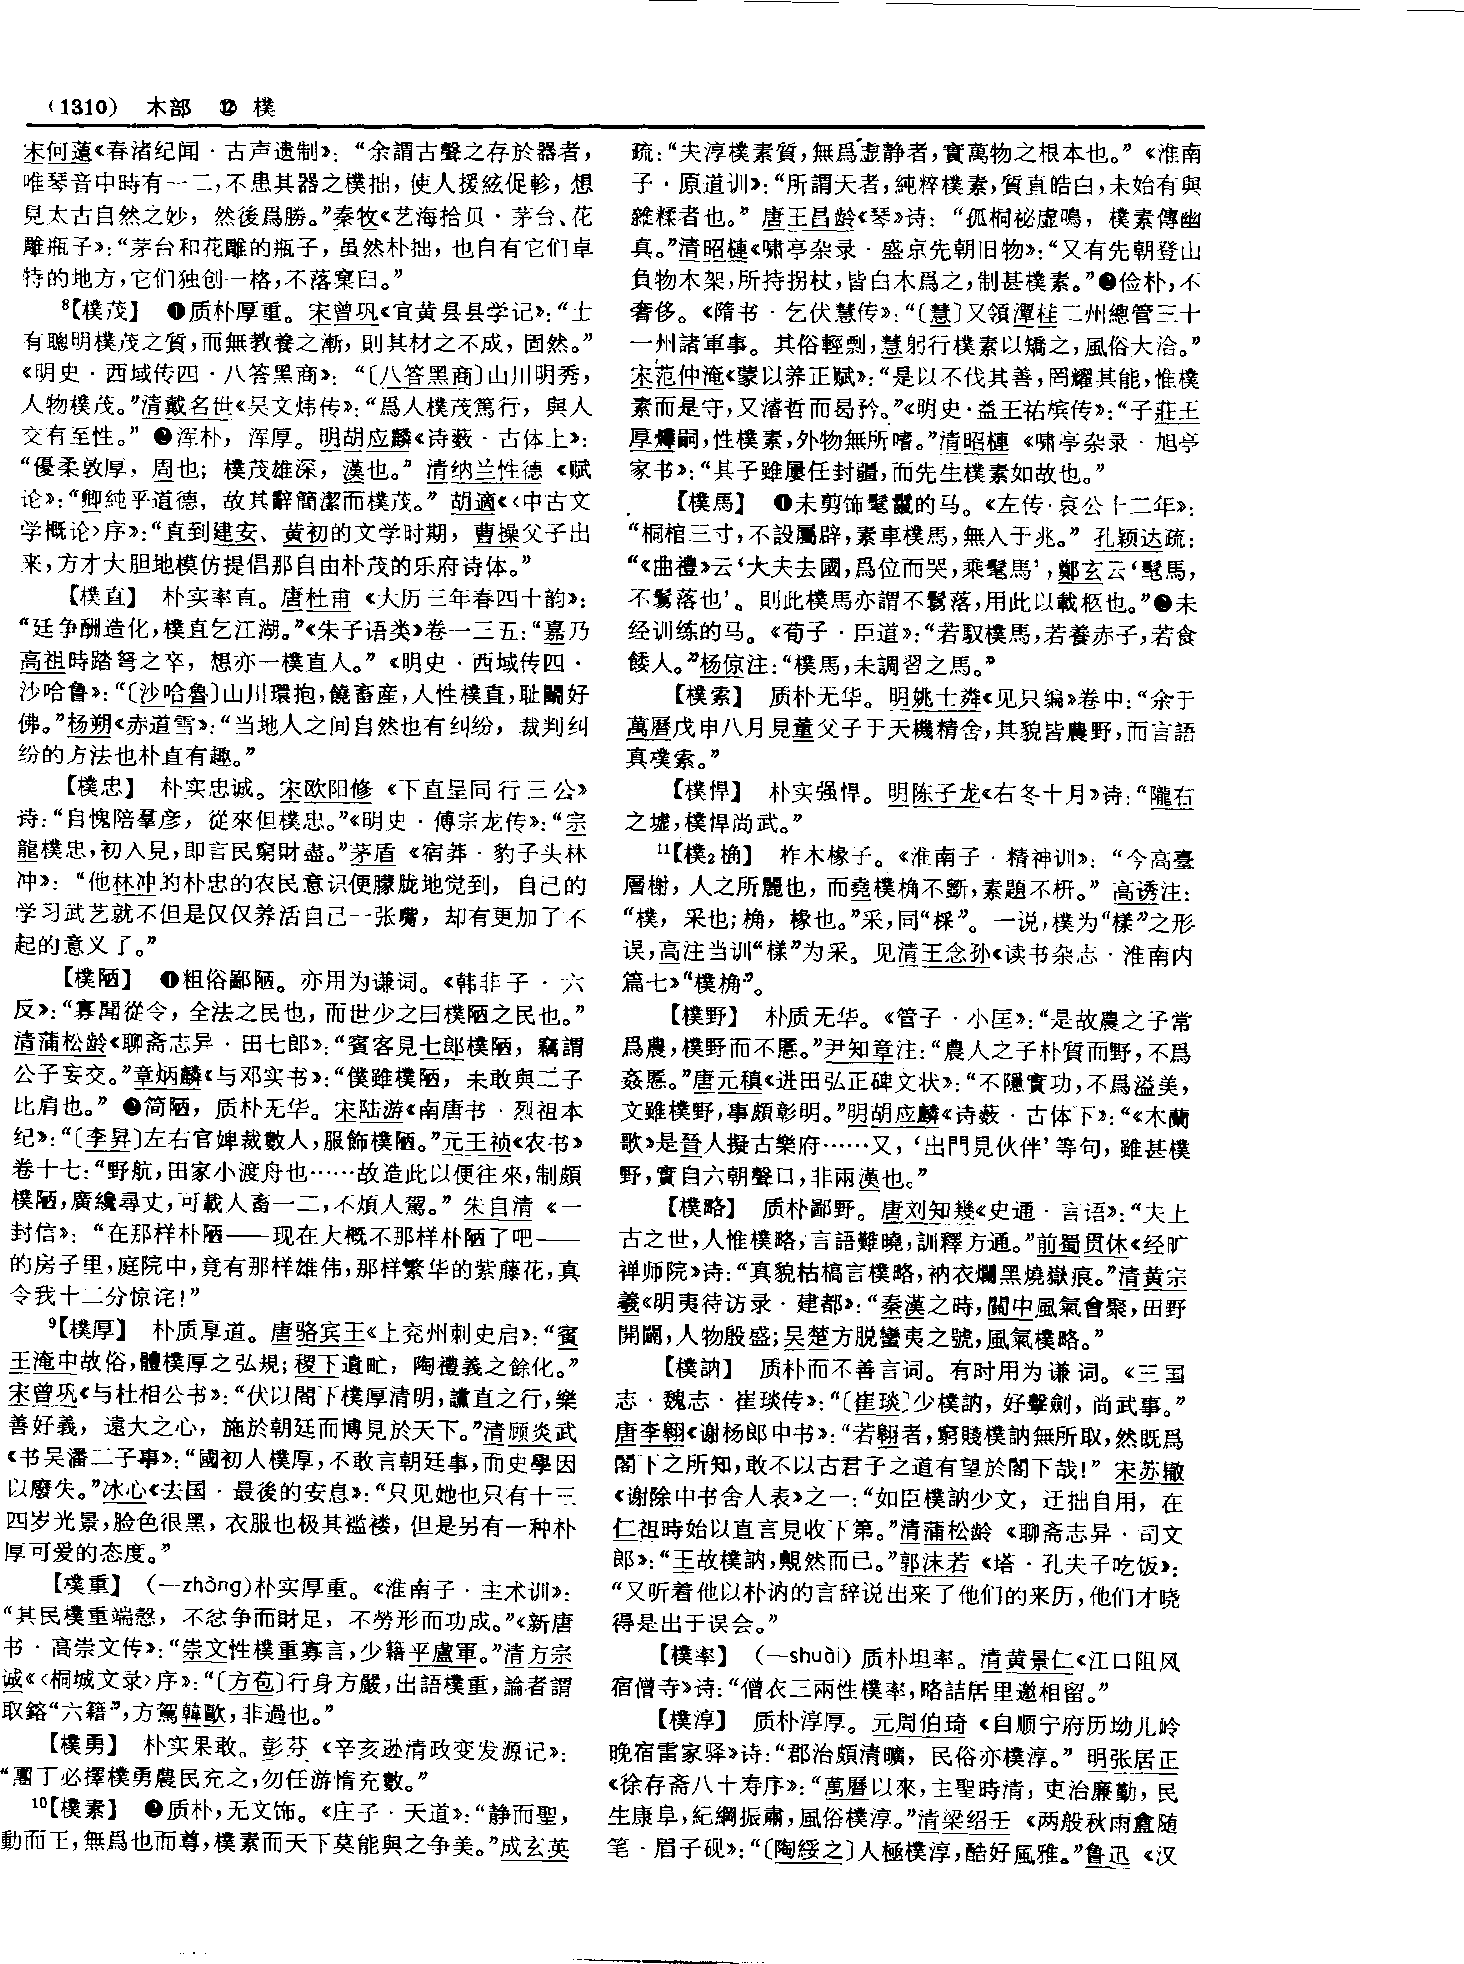 (1310) 木部 ⑫ 樸
宋何薳《春渚纪闻·古声遗制》：“余謂古聲之存於器者，
唯琴音中時有一二，不患其器之樸拙，使人援絃促軫，想
見太古自然之妙，然後爲勝。”秦牧《艺海拾贝·茅台、花
雕瓶子》：“茅台和花雕的瓶子，虽然朴拙，也自有它们卓
特的地方，它们独创一格，不落窠臼。”
⁸【樸茂】 ❶质朴厚重。宋曾巩《宜黄县县学记》：“士
有聰明樸茂之質，而無教養之漸，則其材之不成，固然。”
《明史·西域传四·八答黑商》：“〔八答黑商〕山川明秀，
人物樸茂。”清戴名世《吴文炜传》：“爲人樸茂篤行，與人
交有至性。”❷浑朴，浑厚。明胡应麟《诗薮·古体上》：
“優柔敦厚，周也；樸茂雄深，漢也。”清纳兰性德《赋
论》：“卿純乎道德，故其辭簡潔而樸茂。”胡適《〈中古文
学概论〉序》：“直到建安、黄初的文学时期，曹操父子出
来，方才大胆地模仿提倡那自由朴茂的乐府诗体。”
【樸直】 朴实率直。唐杜甫《大历三年春四十韵》：
“廷争酬造化，樸直乞江湖。”《朱子语类》卷一三五：“嘉乃
高祖時踏弩之卒，想亦一樸直人。”《明史·西域传四·
沙哈鲁》：“〔沙哈魯〕山川環抱，饒畜産，人性樸直，耻鬭好
佛。”杨朔《赤道雪》：“当地人之间自然也有纠纷，裁判纠
纷的方法也朴直有趣。”
【樸忠】 朴实忠诚。宋欧阳修《下直呈同行三公》
诗：“自愧陪羣彦，從來但樸忠。”《明史·傅宗龙传》：“宗
龍樸忠，初入見，即言民窮財盡。”茅盾《宿莽·豹子头林
冲》：“他林冲的朴忠的农民意识便朦胧地觉到，自己的
学习武艺就不但是仅仅养活自己一张嘴，却有更加了不
起的意义了。”
【樸陋】 ❶粗俗鄙陋。亦用为谦词。《韩非子·六
反》：“寡聞從令，全法之民也，而世少之曰樸陋之民也。”
清蒲松龄《聊斋志异·田七郎》：“賓客見七郎樸陋，竊謂
公子妄交。”章炳麟《与邓实书》：“僕雖樸陋，未敢與二子
比肩也。”❷简陋，质朴无华。宋陆游《南唐书·烈祖本
纪》：“〔李昪〕左右官婢裁數人，服飾樸陋。”元王祯《农书》
卷十七：“野航，田家小渡舟也……故造此以便往來，制頗
樸陋，廣纔尋丈，可載人畜一二，不煩人駕。”朱自清《一
封信》：“在那样朴陋——现在大概不那样朴陋了吧——
的房子里，庭院中，竟有那样雄伟，那样繁华的紫藤花，真
令我十二分惊诧！”
⁹【樸厚】 朴质厚道。唐骆宾王《上兖州刺史启》：“賓
王淹中故俗，體樸厚之弘規；稷下遺甿，陶禮義之餘化。”
宋曾巩《与杜相公书》：“伏以閣下樸厚清明，讜直之行，樂
善好義，遠大之心，施於朝廷而博見於天下。”清顾炎武
《书吴潘二子事》：“國初人樸厚，不敢言朝廷事，而史學因
以廢失。”冰心《去国·最後的安息》：“只见她也只有十三
四岁光景，脸色很黑，衣服也极其褴褛，但是另有一种朴
厚可爱的态度。”
【樸重】 （—zhòng）朴实厚重。《淮南子·主术训》：
“其民樸重端慤，不忿争而財足，不勞形而功成。”《新唐
书·高崇文传》：“崇文性樸重寡言，少籍平盧軍。”清方宗
诚《〈桐城文录〉序》：“〔方苞〕行身方嚴，出語樸重，論者謂
取鎔“六籍”，方駕韓歐，非過也。”
【樸勇】 朴实果敢。彭芬《辛亥逊清政变发源记》：
“團丁必擇樸勇農民充之，勿任游惰充數。”
¹⁰【樸素】 ❷质朴，无文饰。《庄子·天道》：“静而聖，
動而王，無爲也而尊，樸素而天下莫能與之争美。”成玄英
疏：“夫淳樸素質，無爲虚静者，實萬物之根本也。”《淮南
子·原道训》：“所謂天者，純粹樸素，質直皓白，未始有與
雜糅者也。”唐王昌龄《琴》诗：“孤桐祕虚鳴，樸素傳幽
真。”清昭槤《啸亭杂录·盛京先朝旧物》：“又有先朝登山
負物木架，所持拐杖，皆白木爲之，制甚樸素。”❷俭朴，不
奢侈。《隋书·乞伏慧传》：“〔慧〕又領潭桂二州總管三十
一州諸軍事。其俗輕剽，慧躬行樸素以矯之，風俗大洽。”
宋范仲淹《蒙以养正赋》：“是以不伐其善，罔耀其能，惟樸
素而是守，又濬哲而曷矜。”《明史·益王祐槟传》：“子莊王
厚燁嗣，性樸素，外物無所嗜。”清昭槤《啸亭杂录·旭亭
家书》：“其子雖屢任封疆，而先生樸素如故也。”
【樸馬】 ❶未剪饰髦鬣的马。《左传·哀公十二年》：
“桐棺三寸，不設屬辟，素車樸馬，無入于兆。”孔颖达疏：
“《曲禮》云‘大夫去國，爲位而哭，乘髦馬’，鄭玄云‘髦馬，
不鬄落也’。則此樸馬亦謂不鬄落，用此以載柩也。”❷未
经训练的马。《荀子·臣道》：“若馭樸馬，若養赤子，若食
餧人。”杨倞注：“樸馬，未調習之馬。”
【樸索】 质朴无华。明姚士粦《见只编》卷中：“余于
萬曆戊申八月見董父子于天機精舍，其貌皆農野，而言語
真樸索。”
【樸悍】 朴实强悍。明陈子龙《右冬十月》诗：“隴右
之墟，樸悍尚武。”
¹¹【樸₂桷】 柞木椽子。《淮南子·精神训》：“今高臺
層榭，人之所麗也，而堯樸桷不斲，素題不枅。”高诱注：
“樸，采也；桷，椽也。”采，同“棌”。一说，樸为“樣”之形
误，高注当训“樣”为采。见清王念孙《读书杂志·淮南内
篇七》“樸桷”。
【樸野】 朴质无华。《管子·小匡》：“是故農之子常
爲農，樸野而不慝。”尹知章注：“農人之子朴質而野，不爲
姦慝。”唐元稹《进田弘正碑文状》：“不隱實功，不爲溢美，
文雖樸野，事頗彰明。”明胡应麟《诗薮·古体下》：“《木蘭
歌》是晉人擬古樂府……又，‘出門見伙伴’等句，雖甚樸
野，實自六朝聲口，非兩漢也。”
【樸略】 质朴鄙野。唐刘知幾《史通·言语》：“夫上
古之世，人惟樸略，言語難曉，訓釋方通。”前蜀贯休《经旷
禅师院》诗：“真貌枯槁言樸略，衲衣爛黑燒嶽痕。”清黄宗
羲《明夷待访录·建都》：“秦漢之時，關中風氣會聚，田野
開闢，人物殷盛；吴楚方脱蠻夷之號，風氣樸略。”
【樸訥】 质朴而不善言词。有时用为谦词。《三国
志·魏志·崔琰传》：“〔崔琰〕少樸訥，好擊劍，尚武事。”
唐李翱《谢杨郎中书》：“若翱者，窮賤樸訥無所取，然既爲
閣下之所知，敢不以古君子之道有望於閣下哉！”宋苏辙
《谢除中书舍人表》之一：“如臣樸訥少文，迂拙自用，在
仁祖時始以直言見收下第。”清蒲松龄《聊斋志异·司文
郎》：“王故樸訥，覥然而已。”郭沫若《塔·孔夫子吃饭》：
“又听着他以朴讷的言辞说出来了他们的来历，他们才晓
得是出于误会。”
【樸率】 （—shuài）质朴坦率。清黄景仁《江口阻风
宿僧寺》诗：“僧衣三兩性樸率，略詰居里邀相留。”
【樸淳】 质朴淳厚。元周伯琦《自顺宁府历坳儿岭
晚宿雷家驿》诗：“郡治頗清曠，民俗亦樸淳。”明张居正
《徐存斋八十寿序》：“萬曆以來，主聖時清，吏治廉勤，民
生康阜，紀綱振肅，風俗樸淳。”清梁绍壬《两般秋雨盦随
笔·眉子砚》：“〔陶綏之〕人極樸淳，酷好風雅。”鲁迅《汉